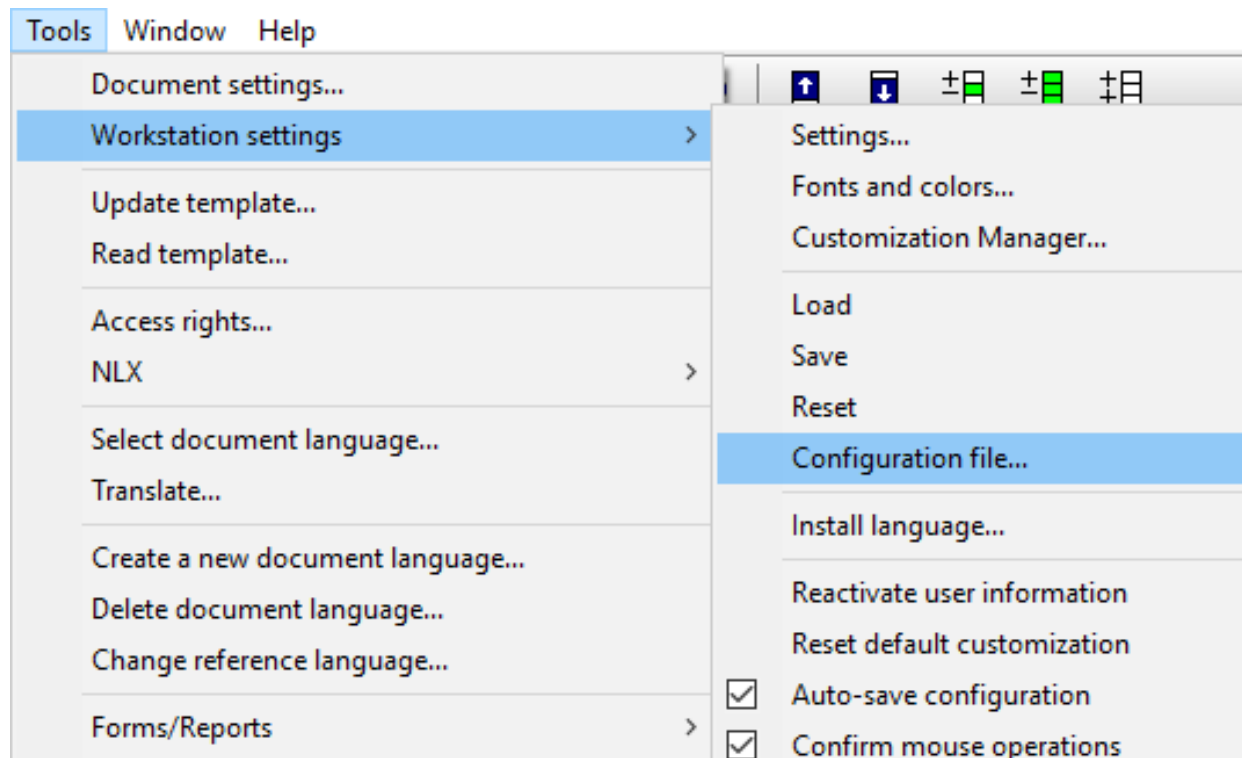 Tools Window Help
Document settings...
Workstation settings
Update template...
Read template...
Access rights...
NLX
Select document language...
Translate...
Create a new document language...
Delete document language...
Change reference language...
Forms/Reports
Settings...
Fonts and colors...
Customization Manager...
Load
Save
Reset
Configuration file...
Install language...
Reactivate user information
Reset default customization
Auto-save configuration
Confirm mouse operations